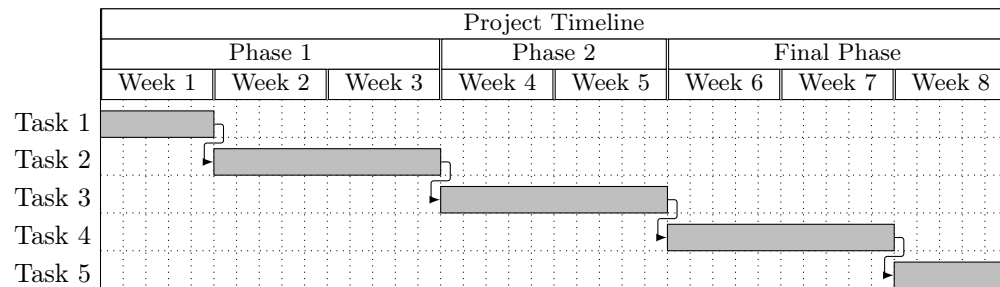 Project Timeline
Phase 1 Phase 2 Final Phase
Week 1 Week 2 Week 3 Week 4 Week 5 Week 6 Week 7 Week 8
Task 1
Task 2
Task 3
Task 4
Task 5